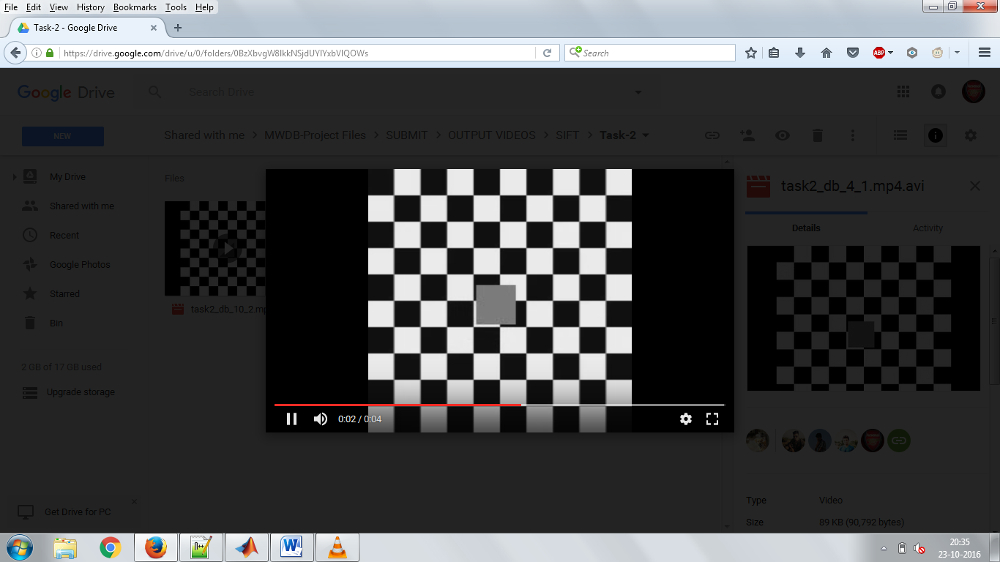 File Edit View History Bookmarks Tools Help
Task-2 - Google Drive
https://drive.google.com/drive/u/0/folders/0BzXbvgW8IkkNSjdUYlYxbVlQOWs
Search
ABP
Google Drive
Search Drive
NEW
Shared with me > MWDB-Project Files > SUBMIT > OUTPUT VIDEOS > SIFT > Task-2
My Drive
Shared with me
Recent
Google Photos
Starred
Bin
2 GB of 17 GB used
Upgrade storage
Get Drive for PC
Files
task2_db_10_2.mp
0:02 / 0:04
task2_db_4_1.mp4.avi
Details
Activity
Type Video
Size 89 KB (90,792 bytes)
20:35
23-10-2016